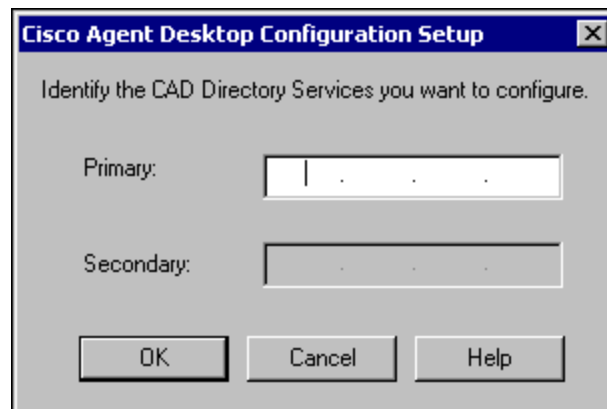 Cisco Agent Desktop Configuration Setup
Identify the CAD Directory Services you want to configure.
Primary:
. . .
Secondary:
. . .
OK Cancel Help